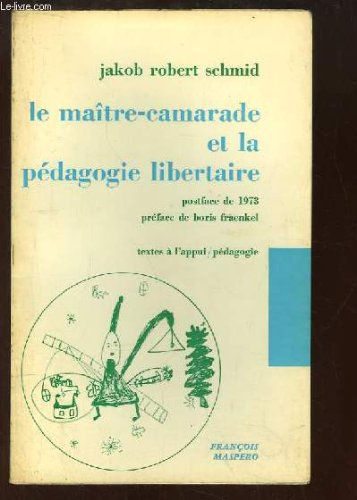 le-livre.com
jakob robert schmid
le maître-camarade
et la
pédagogie libertaire
postface de 1973
préface de boris fraenkel
textes à l'appui / pédagogie
FRANÇOIS
MASPERO